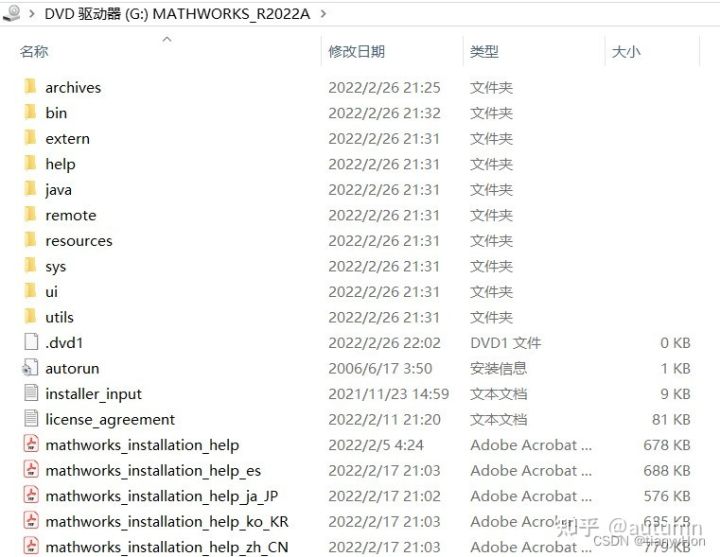 DVD 驱动器 (G:) MATHWORKS_R2022A
名称 修改日期 类型 大小
archives 2022/2/26 21:25 文件夹
bin 2022/2/26 21:32 文件夹
extern 2022/2/26 21:31 文件夹
help 2022/2/26 21:31 文件夹
java 2022/2/26 21:31 文件夹
remote 2022/2/26 21:31 文件夹
resources 2022/2/26 21:31 文件夹
sys 2022/2/26 21:31 文件夹
ui 2022/2/26 21:31 文件夹
utils 2022/2/26 21:31 文件夹
.dvd1 2022/2/26 22:02 DVD1 文件 0 KB
autorun 2006/6/17 3:50 安装信息 1 KB
installer_input 2021/11/23 14:59 文本文档 9 KB
license_agreement 2022/2/11 21:20 文本文档 81 KB
mathworks_installation_help 2022/2/5 4:24 Adobe Acrobat ... 678 KB
mathworks_installation_help_es 2022/2/17 21:03 Adobe Acrobat ... 688 KB
mathworks_installation_help_ja_JP 2022/2/17 21:02 Adobe Acrobat ... 576 KB
mathworks_installation_help_ko_KR 2022/2/17 21:03 Adobe Acrobat ... KB
知乎 @autumn
mathworks_installation_help_zh_CN 2022/2/17 21:03 Adobe Acrobat ... KB
CSDN